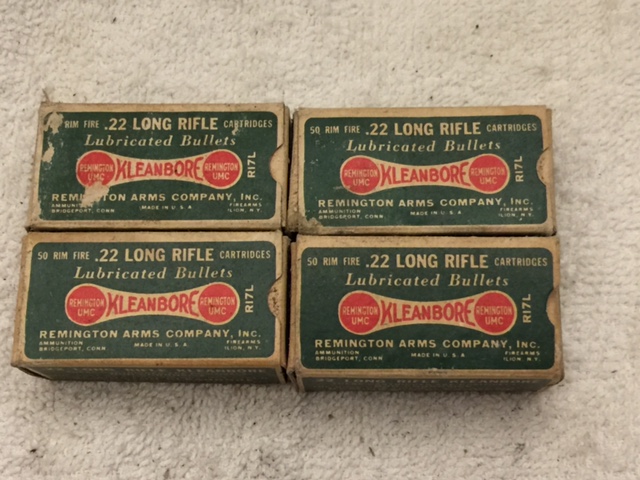 RIM FIRE .22 LONG RIFLE CARTRIDGES
Lubricated Bullets
REMINGTON UMC KLEANBORE REMINGTON UMC
R17L
REMINGTON ARMS COMPANY, INC.
AMMUNITION MADE IN U.S.A. FIREARMS
BRIDGEPORT, CONN ILION, N.Y.
50 RIM FIRE .22 LONG RIFLE CARTRIDGES
Lubricated Bullets
REMINGTON UMC KLEANBORE REMINGTON UMC
R17L
REMINGTON ARMS COMPANY, INC.
AMMUNITION MADE IN U.S.A. FIREARMS
BRIDGEPORT, CONN ILION, N.Y.
50 RIM FIRE .22 LONG RIFLE CARTRIDGES
Lubricated Bullets
REMINGTON UMC KLEANBORE REMINGTON UMC
R17L
REMINGTON ARMS COMPANY, INC.
AMMUNITION MADE IN U.S.A. FIREARMS
BRIDGEPORT, CONN ILION, N.Y.
50 RIM FIRE .22 LONG RIFLE CARTRIDGES
Lubricated Bullets
REMINGTON UMC KLEANBORE REMINGTON UMC
R17L
REMINGTON ARMS COMPANY, INC.
AMMUNITION MADE IN U.S.A. FIREARMS
BRIDGEPORT, CONN ILION, N.Y.